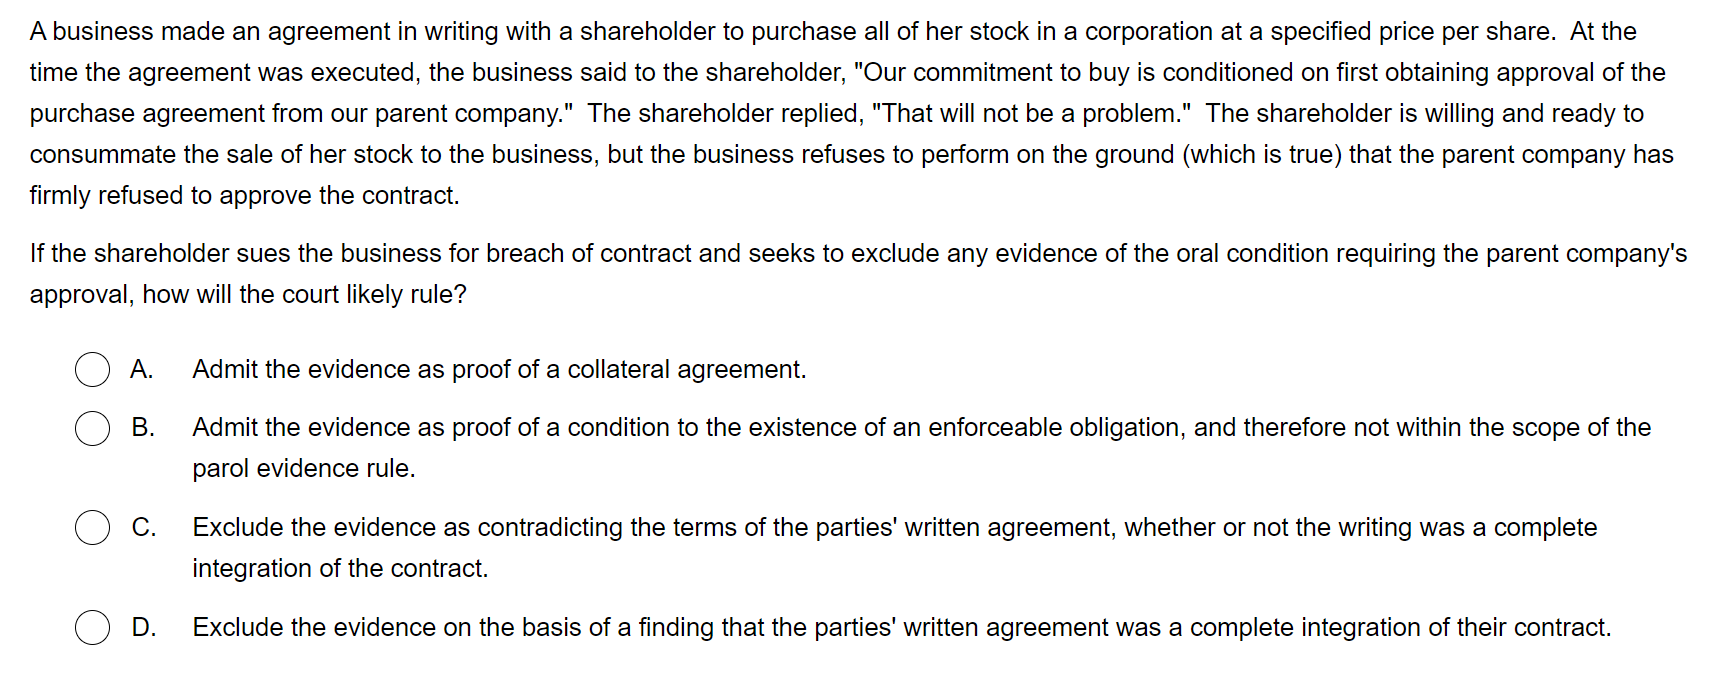 A business made an agreement in writing with a shareholder to purchase all of her stock in a corporation at a specified price per share.  At the
time the agreement was executed, the business said to the shareholder, "Our commitment to buy is conditioned on first obtaining approval of the
purchase agreement from our parent company."  The shareholder replied, "That will not be a problem."  The shareholder is willing and ready to
consummate the sale of her stock to the business, but the business refuses to perform on the ground (which is true) that the parent company has
firmly refused to approve the contract.
If the shareholder sues the business for breach of contract and seeks to exclude any evidence of the oral condition requiring the parent company's
approval, how will the court likely rule?
A. Admit the evidence as proof of a collateral agreement.
B. Admit the evidence as proof of a condition to the existence of an enforceable obligation, and therefore not within the scope of the
parol evidence rule.
C. Exclude the evidence as contradicting the terms of the parties' written agreement, whether or not the writing was a complete
integration of the contract.
D. Exclude the evidence on the basis of a finding that the parties' written agreement was a complete integration of their contract.